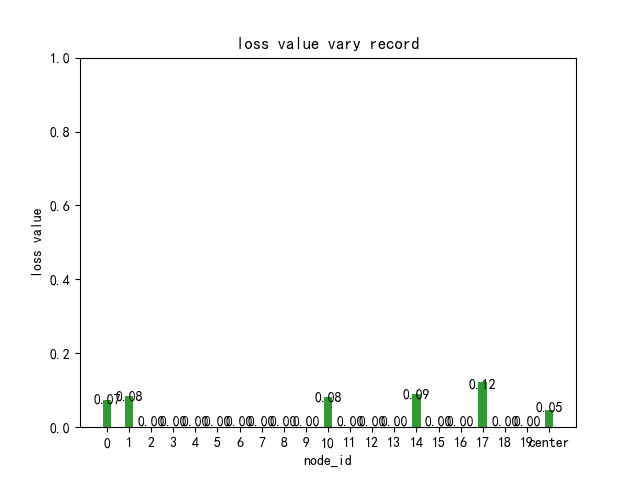 loss value vary record
1.0
0.8
0.6
0.4
0.2
0.0
loss value
0.07 0.08 0.00 0.00 0.00 0.00 0.00 0.00 0.00 0.00 0.08 0.00 0.00 0.00 0.09 0.00 0.00 0.12 0.00 0.00 0.05
0 1 2 3 4 5 6 7 8 9 10 11 12 13 14 15 16 17 18 19 center
node_id